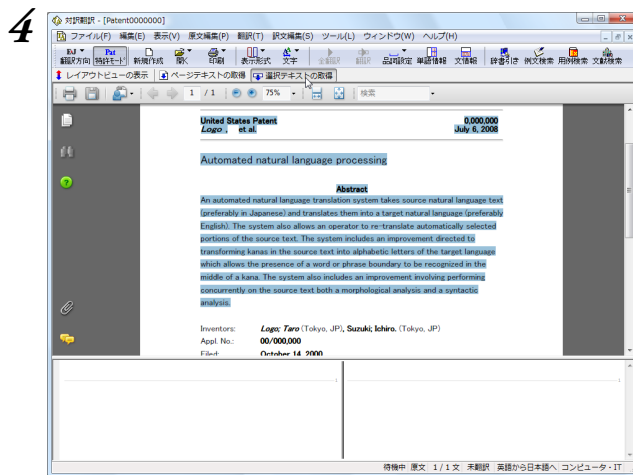 4
対訳翻訳 - [Patent0000000]
ファイル(F) 編集(E) 表示(V) 原文編集(P) 翻訳(T) 訳文編集(S) ツール(L) ウィンドウ(W) ヘルプ(H)
EJ Pat
翻訳方向 特許モード 新規作成 開く 印刷 表示形式 文字 全翻訳 翻訳 品詞設定 単語情報 文情報 辞書引き 例文検索 用例検索 文献検索
レイアウトビューの表示 ページテキストの取得 選択テキストの取得
1 / 1 75% 検索
United States Patent 0,000,000
Logo , et al. July 6, 2008
Automated natural language processing
Abstract
An automated natural language translation system takes source natural language text
(preferably in Japanese) and translates them into a target natural language (preferably
English). The system also allows an operator to re-translate automatically selected
portions of the source text. The system includes an improvement directed to
transforming kanas in the source text into alphabetic letters of the target language
which allows the presence of a word or phrase boundary to be recognized in the
middle of a kana. The system also includes an improvement involving performing
concurrently on the source text both a morphological analysis and a syntactic
analysis.
Inventors: Logo; Taro (Tokyo, JP), Suzuki; Ichiro. (Tokyo, JP)
Appl. No.: 00/000,000
Filed: October 14, 2000
待機中 原文 1 / 1 文 未翻訳 英語から日本語へ コンピュータ・IT